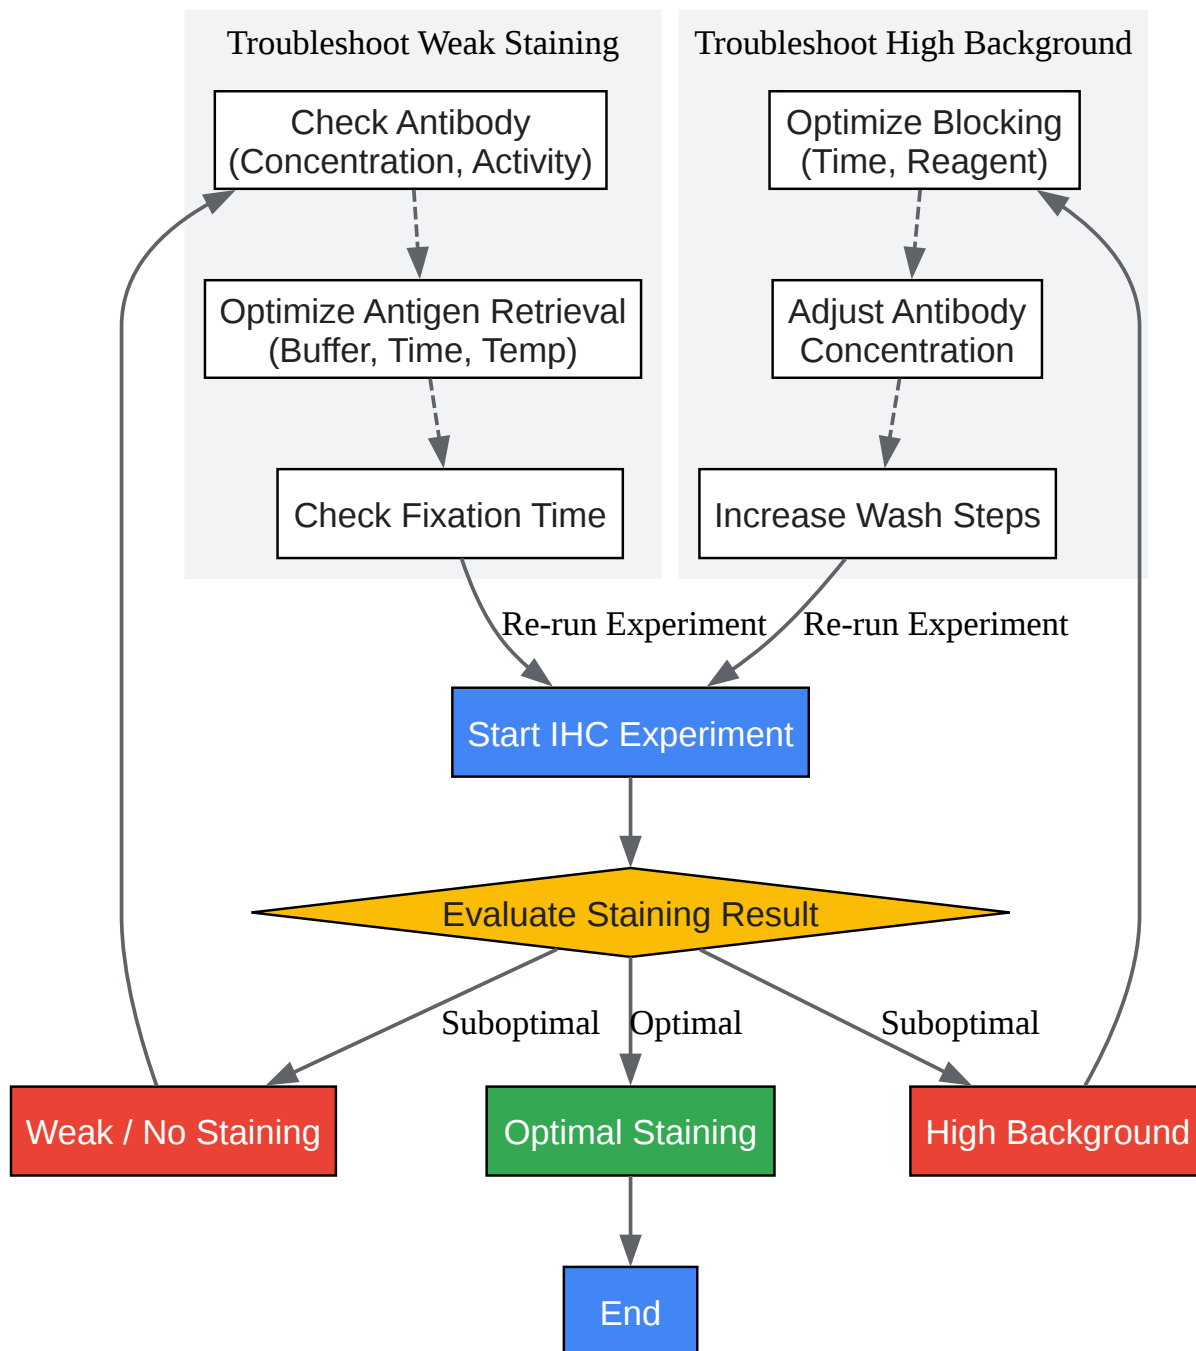 Troubleshoot Weak Staining
Check Antibody
(Concentration, Activity)
Optimize Antigen Retrieval
(Buffer, Time, Temp)
Check Fixation Time
Troubleshoot High Background
Optimize Blocking
(Time, Reagent)
Adjust Antibody
Concentration
Increase Wash Steps
Re-run Experiment
Re-run Experiment
Start IHC Experiment
Evaluate Staining Result
Suboptimal
Optimal
Suboptimal
Weak / No Staining
Optimal Staining
High Background
End